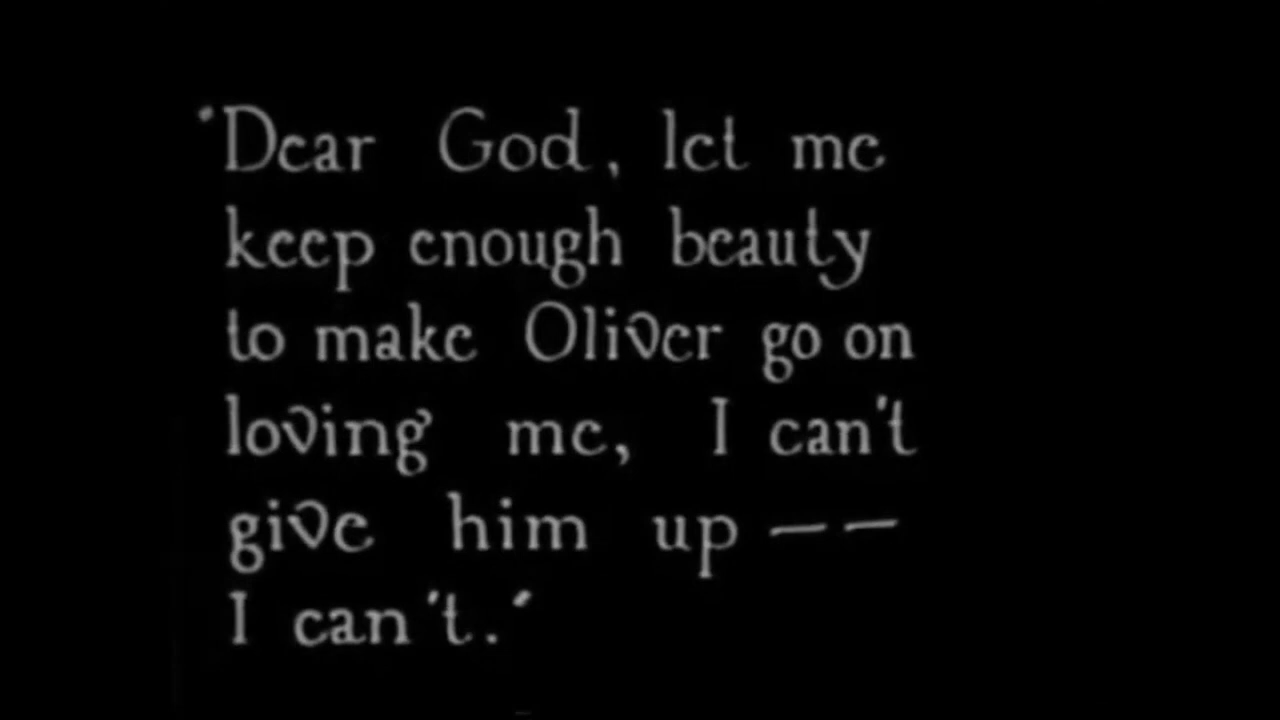 "Dear God, let me
keep enough beauty
to make Oliver go on
loving me, I can't
give him up — —
I can't."